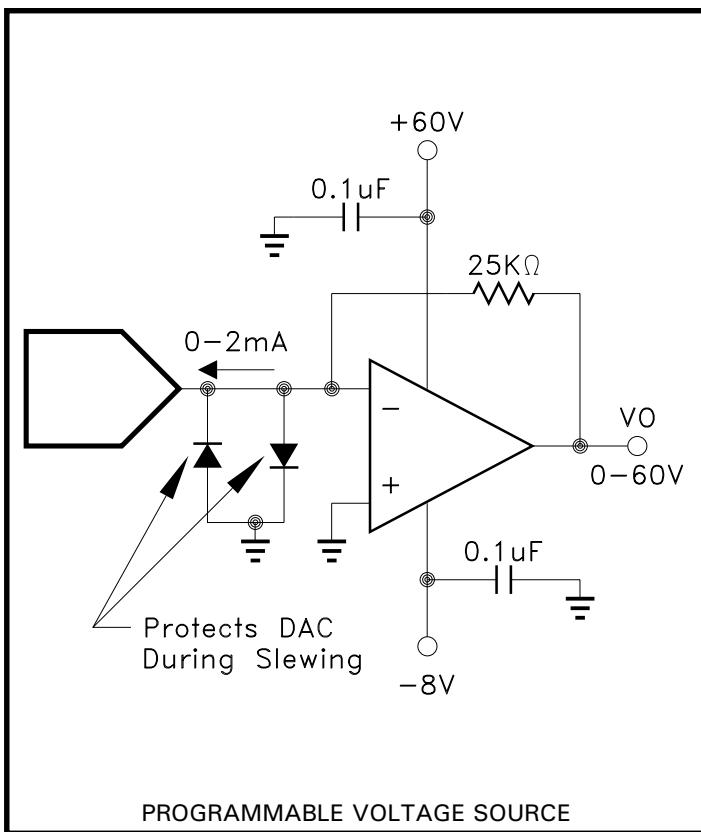 +60V
0.1uF
25KΩ
0-2mA
−
+
VO
0-60V
0.1uF
Protects DAC
During Slewing
-8V
PROGRAMMABLE VOLTAGE SOURCE